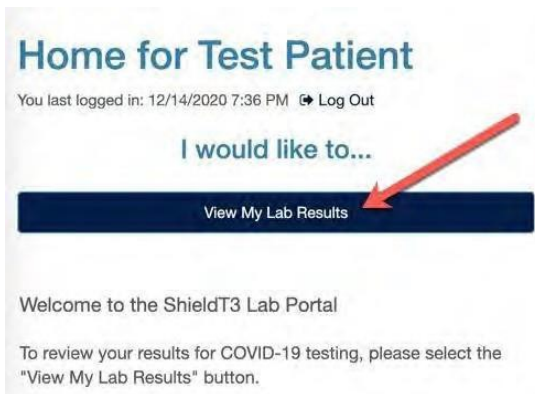 Home for Test Patient
You last logged in: 12/14/2020 7:36 PM Log Out
I would like to...
View My Lab Results
Welcome to the ShieldT3 Lab Portal
To review your results for COVID-19 testing, please select the
"View My Lab Results" button.